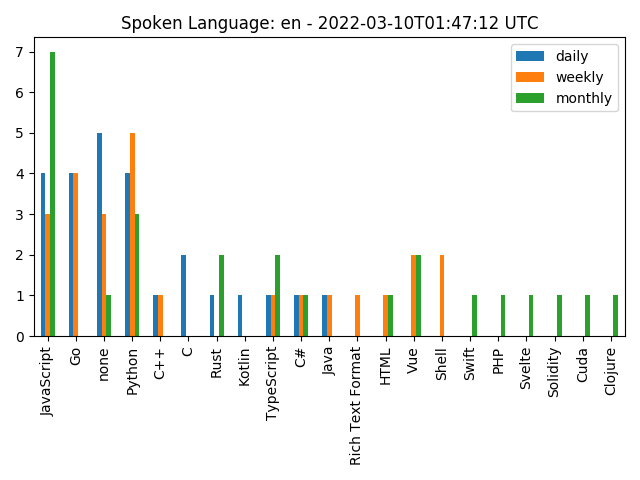 Spoken Language: en - 2022-03-10T01:47:12 UTC
daily
weekly
monthly
7
6
5
4
3
2
1
0
JavaScript
Go
none
Python
C++
C
Rust
Kotlin
TypeScript
C#
Java
Rich Text Format
HTML
Vue
Shell
Swift
PHP
Svelte
Solidity
Cuda
Clojure